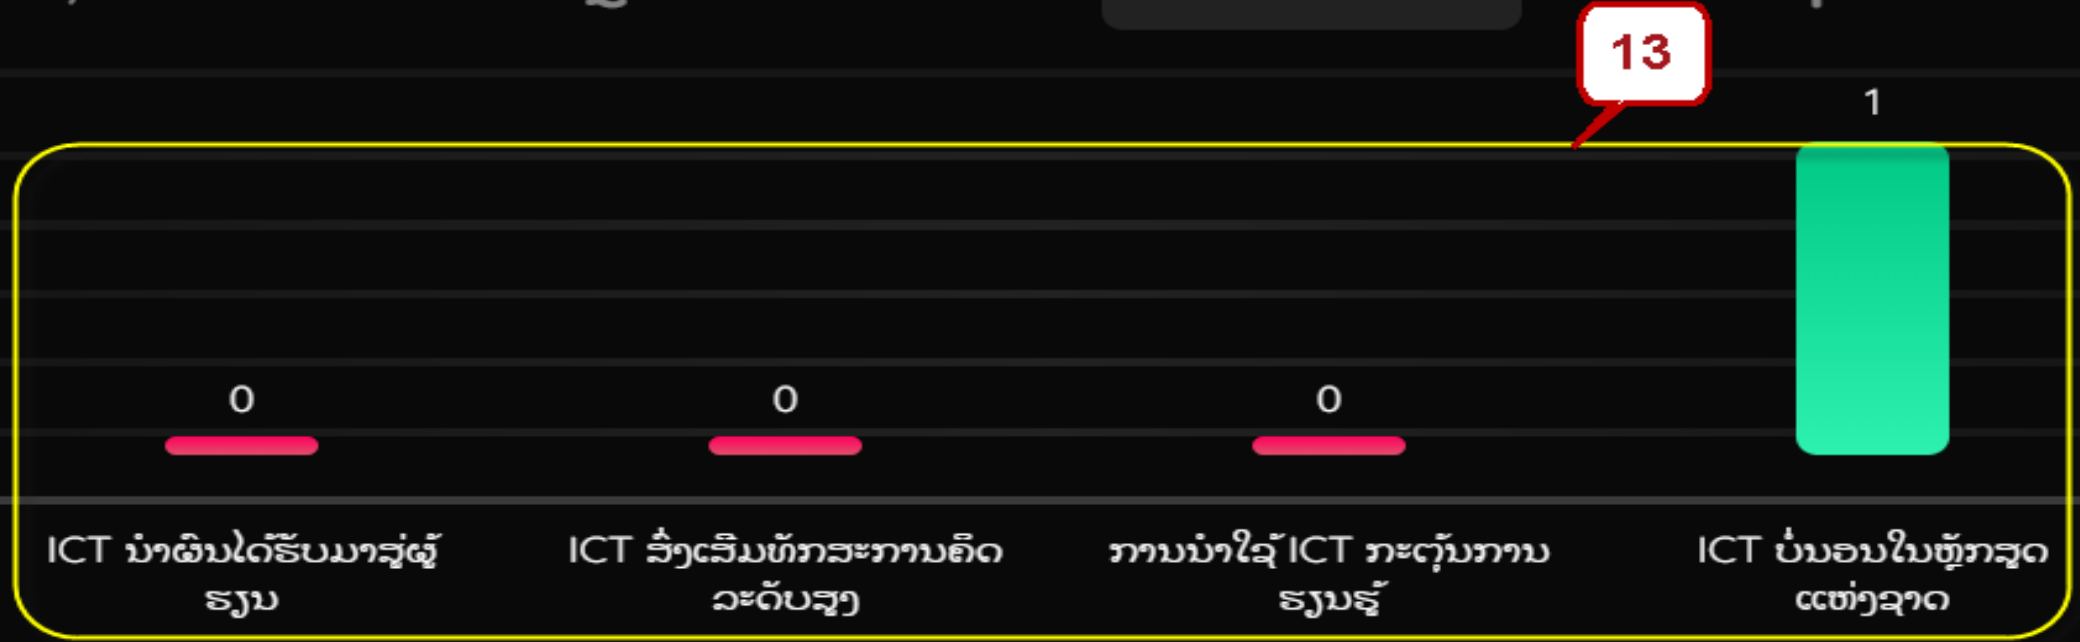 13
1
0
0
0
ICT ນຳຜົນໄດ້ຮັບມາສູ່ຜູ້
ຮຽນ
ICT ສົ່ງເສີມທັກສະການຄິດ
ລະດັບສູງ
ການນຳໃຊ້ ICT ກະຕຸ້ນການ
ຮຽນຮູ້
ICT ບໍ່ນອນໃນຫຼັກສູດ
ແຫ່ງຊາດ